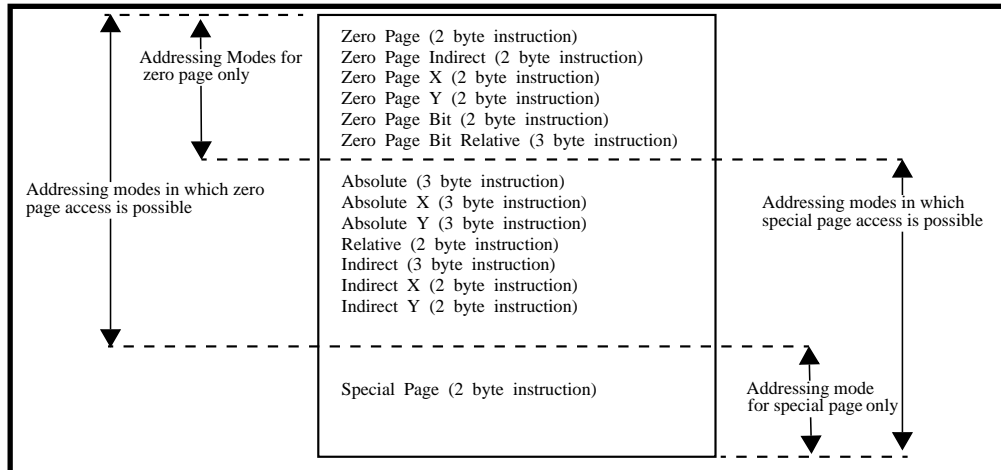 Addressing Modes for
zero page only
Addressing modes in which zero
page access is possible
Zero Page (2 byte instruction)
Zero Page Indirect (2 byte instruction)
Zero Page X (2 byte instruction)
Zero Page Y (2 byte instruction)
Zero Page Bit (2 byte instruction)
Zero Page Bit Relative (3 byte instruction)
Absolute (3 byte instruction)
Absolute X (3 byte instruction)
Absolute Y (3 byte instruction)
Relative (2 byte instruction)
Indirect (3 byte instruction)
Indirect X (2 byte instruction)
Indirect Y (2 byte instruction)
Special Page (2 byte instruction)
Addressing modes in which
special page access is possible
Addressing mode
for special page only